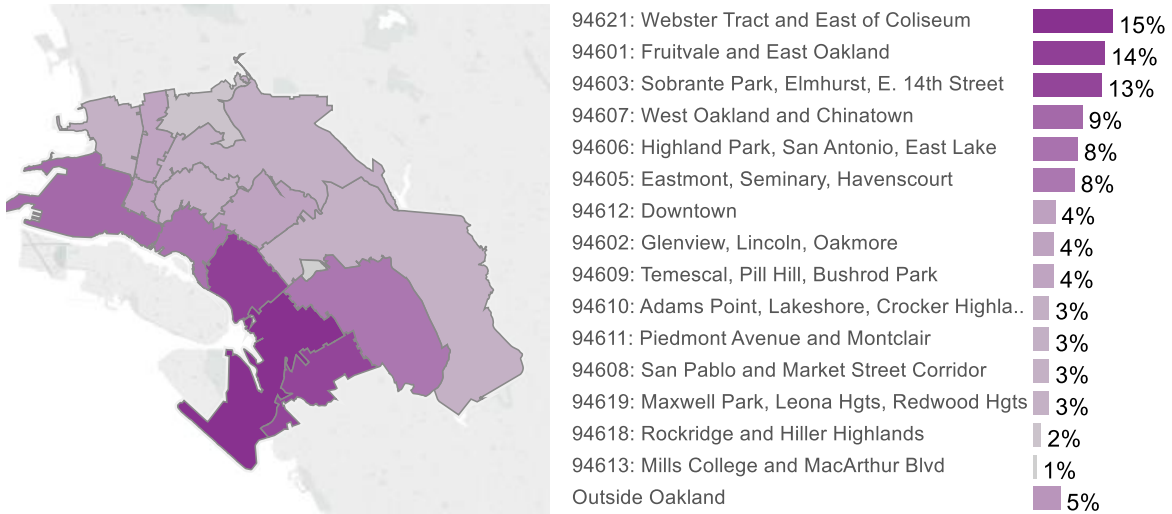 94621: Webster Tract and East of Coliseum 15%
94601: Fruitvale and East Oakland 14%
94603: Sobrante Park, Elmhurst, E. 14th Street 13%
94607: West Oakland and Chinatown 9%
94606: Highland Park, San Antonio, East Lake 8%
94605: Eastmont, Seminary, Havenscourt 8%
94612: Downtown 4%
94602: Glenview, Lincoln, Oakmore 4%
94609: Temescal, Pill Hill, Bushrod Park 4%
94610: Adams Point, Lakeshore, Crocker Highla.. 3%
94611: Piedmont Avenue and Montclair 3%
94608: San Pablo and Market Street Corridor 3%
94619: Maxwell Park, Leona Hgts, Redwood Hgts 3%
94618: Rockridge and Hiller Highlands 2%
94613: Mills College and MacArthur Blvd 1%
Outside Oakland 5%